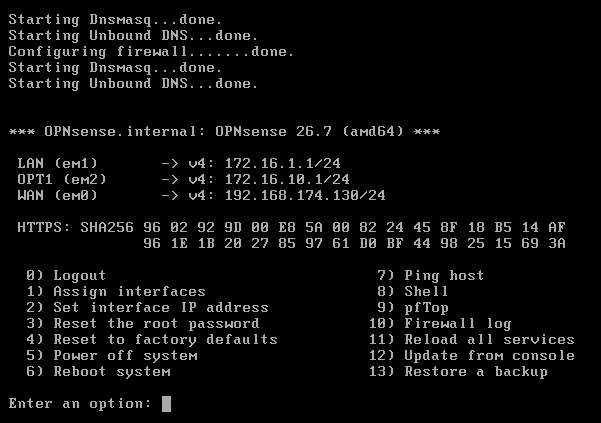 Starting Dnsmasq...done.
Starting Unbound DNS...done.
Configuring firewall.......done.
Starting Dnsmasq...done.
Starting Unbound DNS...done.
*** OPNsense.internal: OPNsense 26.7 (amd64) ***
LAN (em1)       -> v4: 172.16.1.1/24
OPT1 (em2)      -> v4: 172.16.10.1/24
WAN (em0)       -> v4: 192.168.174.130/24
HTTPS: SHA256 96 02 92 9D 00 E8 5A 00 82 24 45 8F 18 B5 14 AF
96 1E 1B 20 27 85 97 61 D0 BF 44 98 25 15 69 3A
0) Logout                              7) Ping host
1) Assign interfaces                   8) Shell
2) Set interface IP address            9) pfTop
3) Reset the root password            10) Firewall log
4) Reset to factory defaults          11) Reload all services
5) Power off system                   12) Update from console
6) Reboot system                      13) Restore a backup
Enter an option: